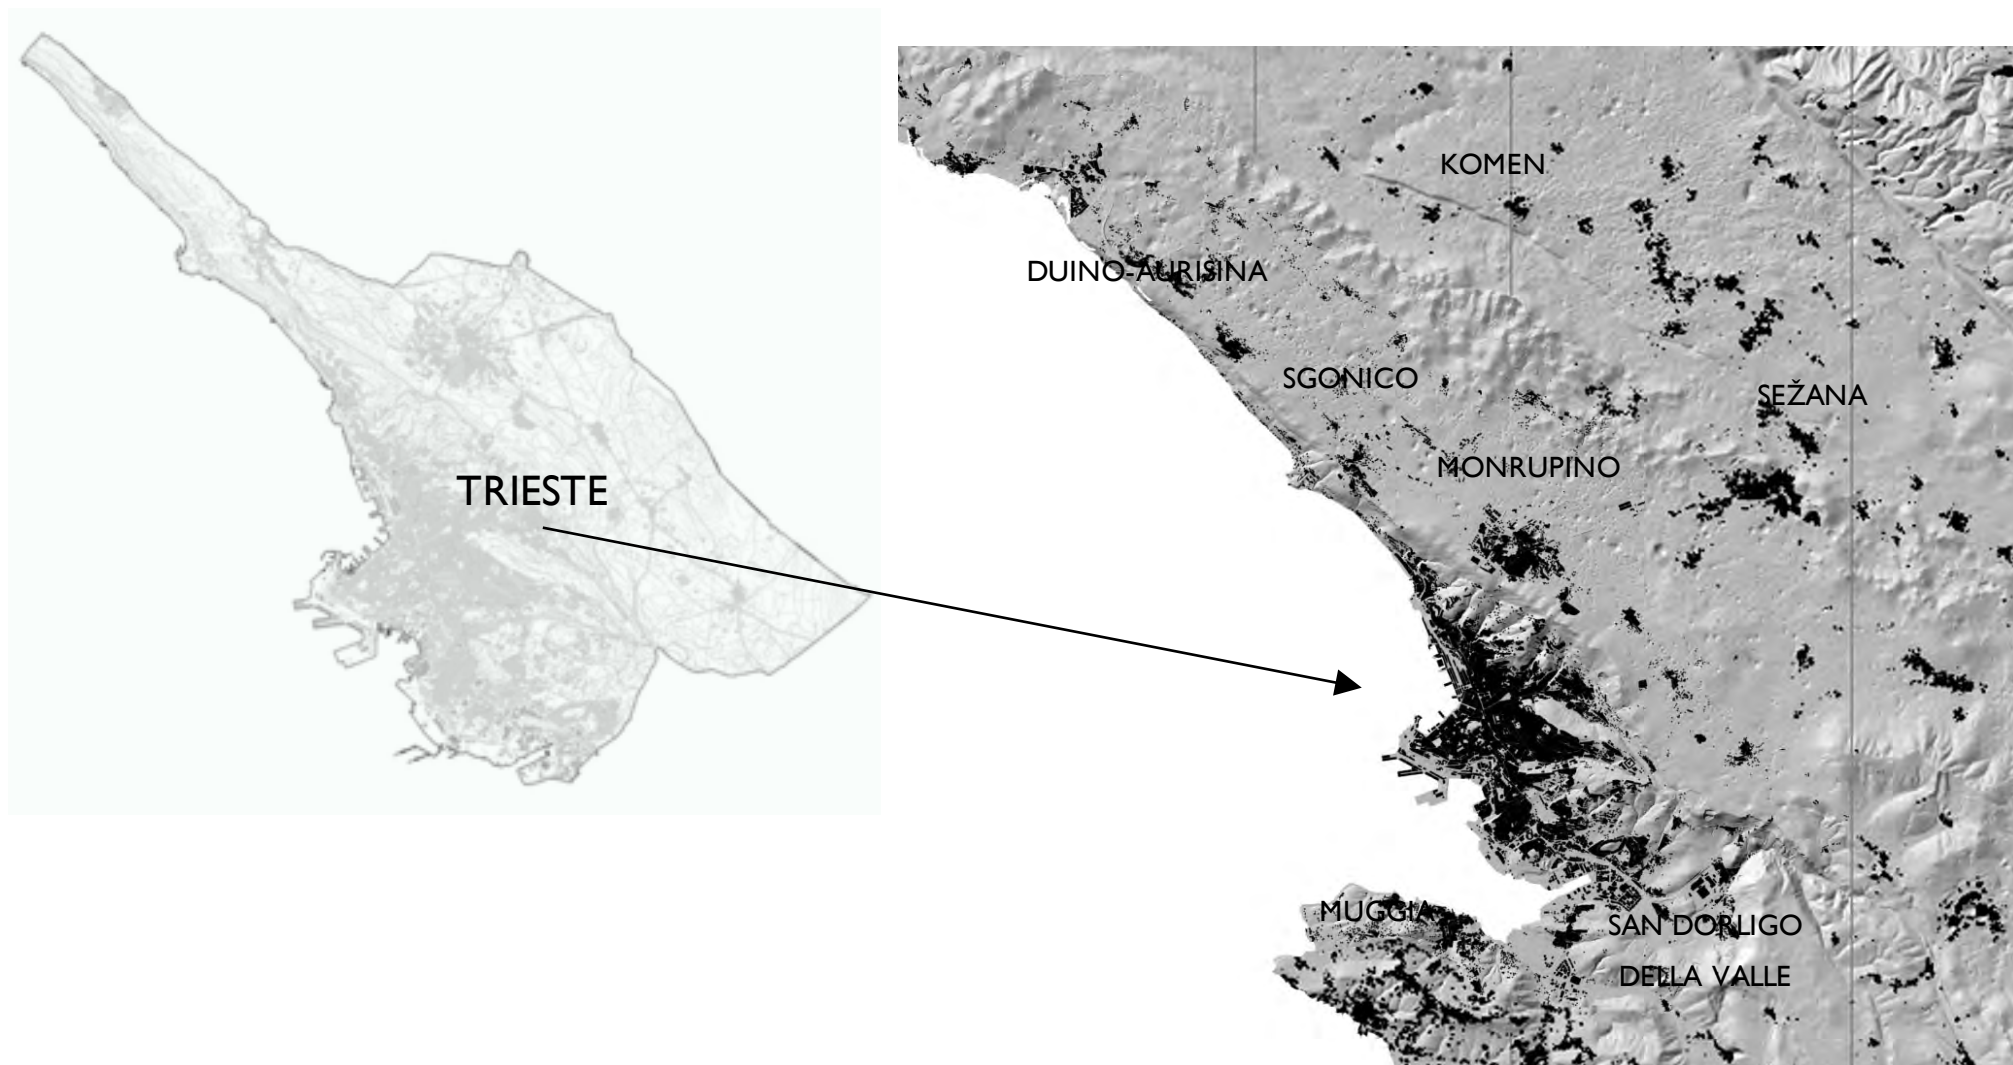 TRIESTE
KOMEN
DUINO-AURISINA
SGONICO
SEŽANA
MONRUPINO
MUGGIA
SAN DORLIGO
DELLA VALLE